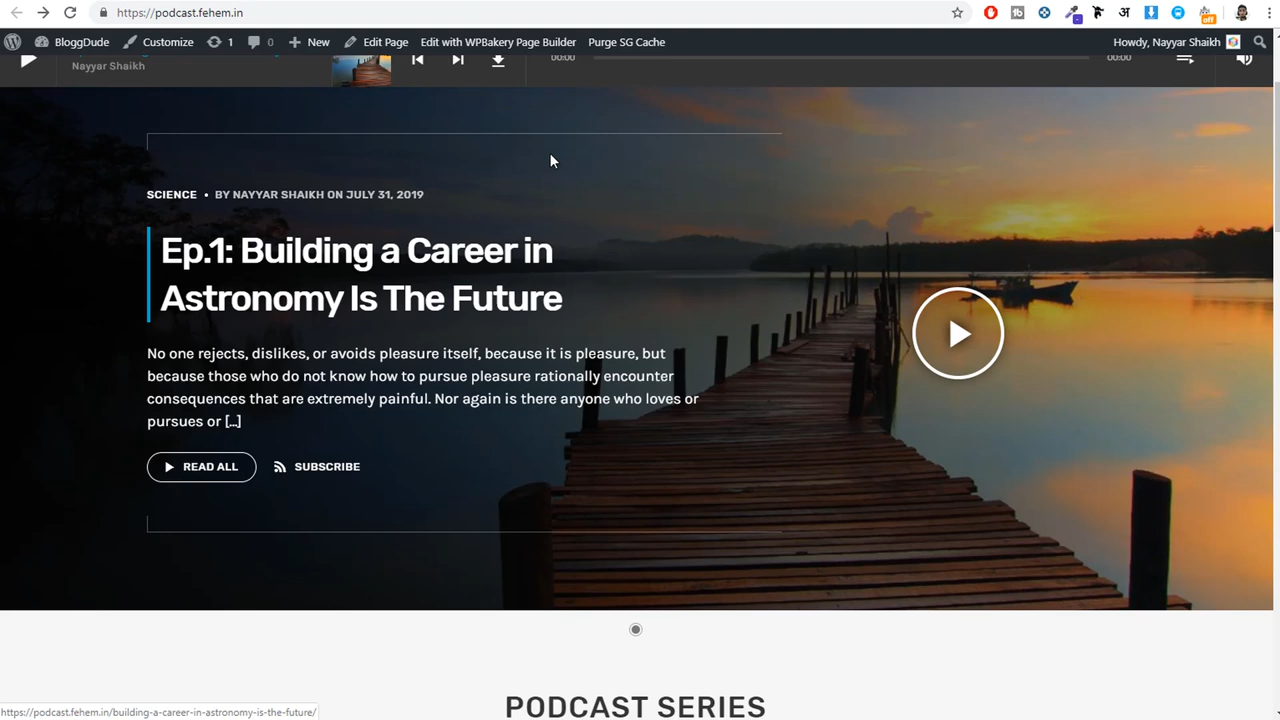 https://podcast.fehem.in
अ
off
BloggDude
Customize
1
0
New
Edit Page
Edit with WPBakery Page Builder
Purge SG Cache
Howdy, Nayyar Shaikh
Nayyar Shaikh
00:00
00:00
SCIENCE • BY NAYYAR SHAIKH ON JULY 31, 2019
Ep.1: Building a Career in
Astronomy Is The Future
No one rejects, dislikes, or avoids pleasure itself, because it is pleasure, but
because those who do not know how to pursue pleasure rationally encounter
consequences that are extremely painful. Nor again is there anyone who loves or
pursues or [...]
READ ALL
SUBSCRIBE
PODCAST SERIES
https://podcast.fehem.in/building-a-career-in-astronomy-is-the-future/